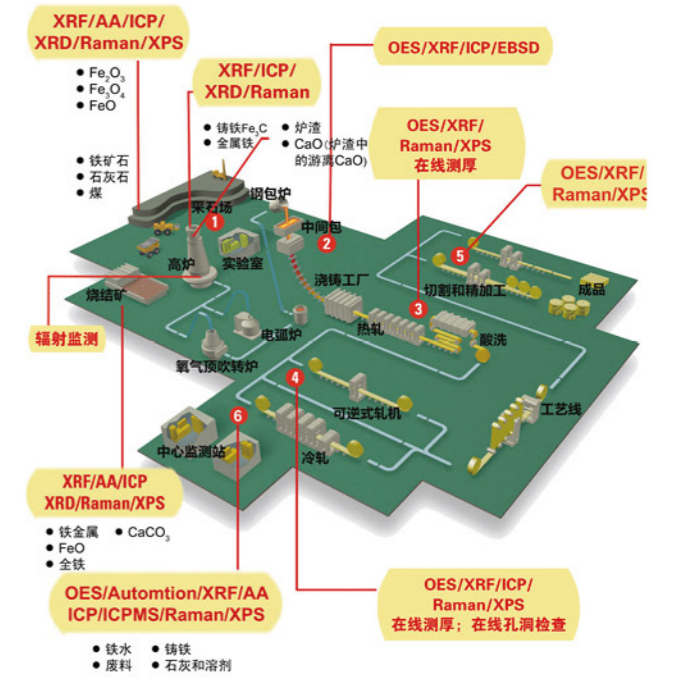 XRF/AA/ICP/
XRD/Raman/XPS
● Fe₂O₃
● Fe₃O₄
● FeO
● 铁矿石
● 石灰石
● 煤
XRF/ICP/
XRD/Raman
● 铸铁Fe₃C
● 金属铁
● 炉渣
● CaO(炉渣中
的游离CaO)
OES/XRF/ICP/EBSD
OES/XRF/
Raman/XPS
在线测厚
OES/XRF/
Raman/XPS
采石场
1
钢包炉
中间包
2
高炉
实验室
浇铸工厂
烧结矿
3
热轧
5
切割和精加工
成品
辐射监测
氧气预吹转炉
电弧炉
酸洗
4
可逆式轧机
工艺线
6
中心监测站
冷轧
XRF/AA/ICP
XRD/Raman/XPS
● 铁金属
● CaCO₃
● FeO
● 全铁
OES/Automtion/XRF/AA
ICP/ICPMS/Raman/XPS
● 铁水
● 铸铁
● 废料
● 石灰和溶剂
OES/XRF/ICP/
Raman/XPS
在线测厚；在线孔洞检查